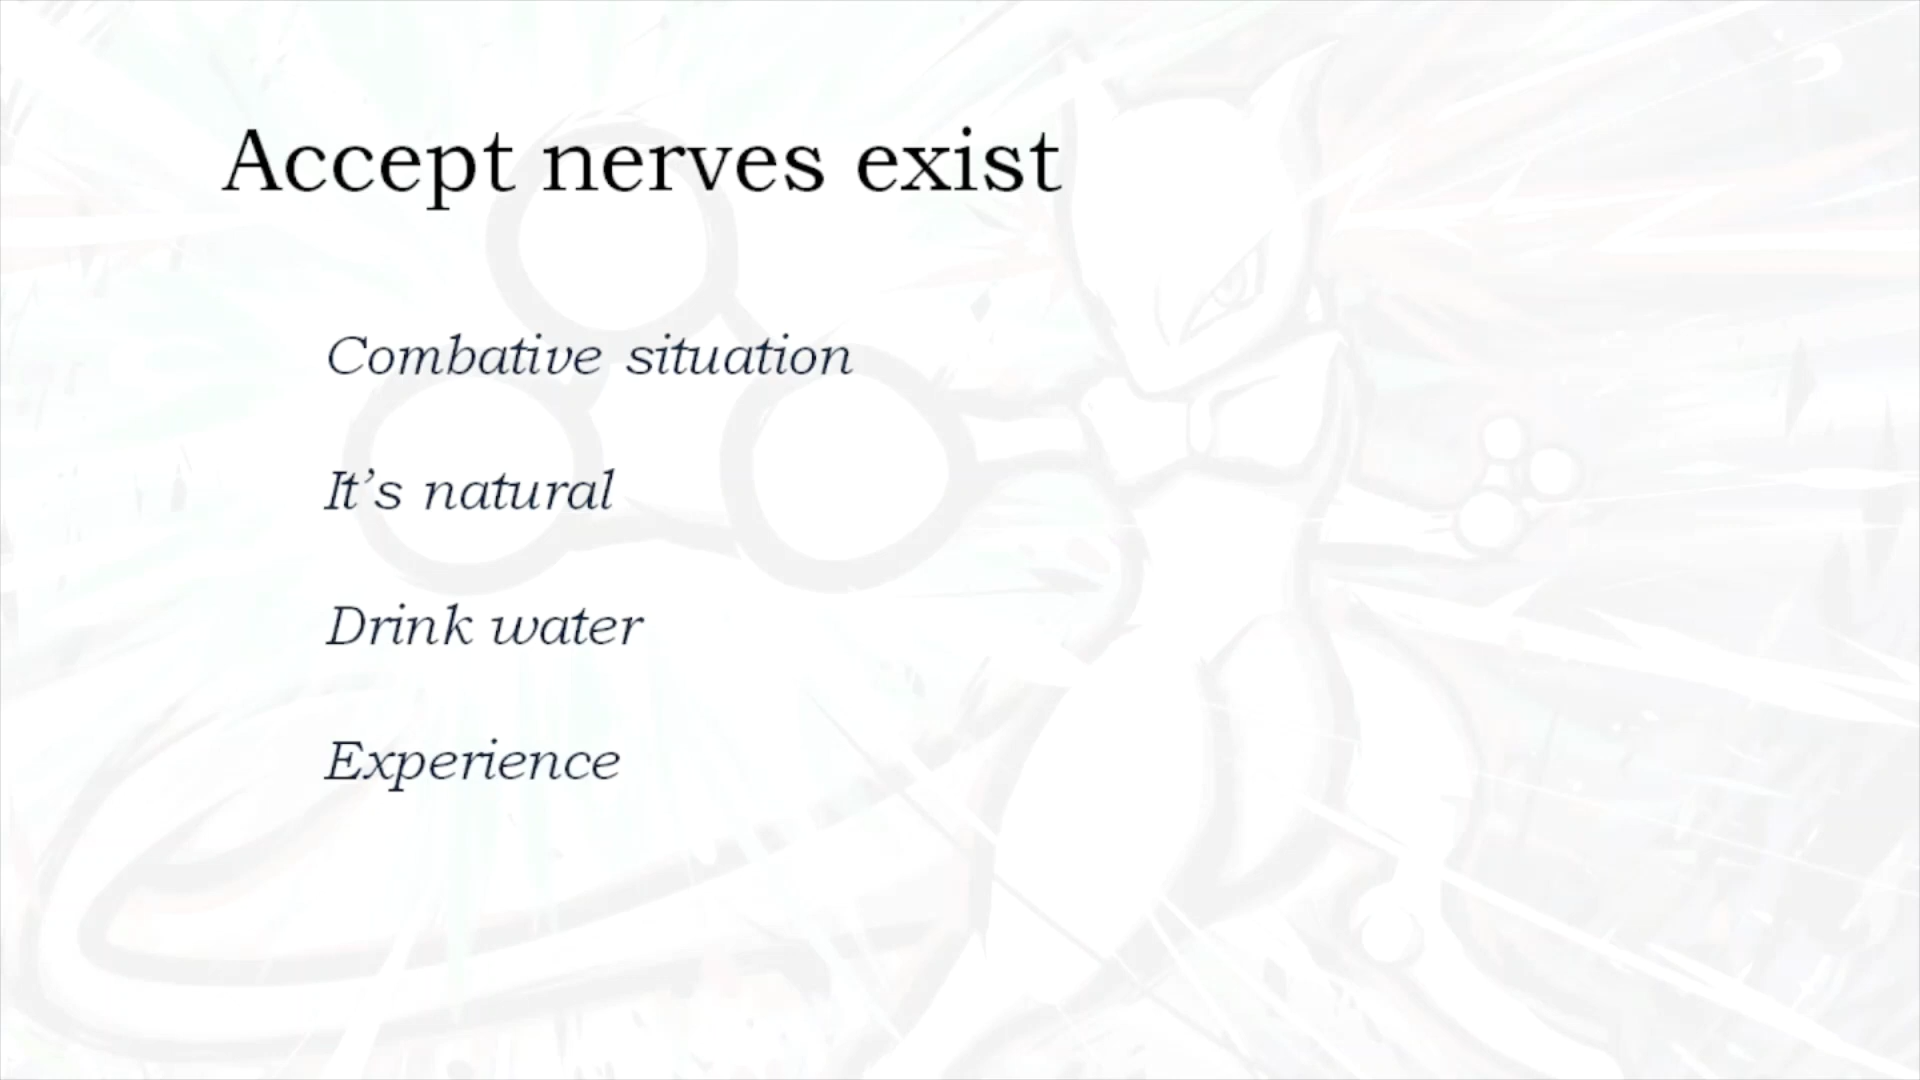 Accept nerves exist
Combative situation
It’s natural
Drink water
Experience